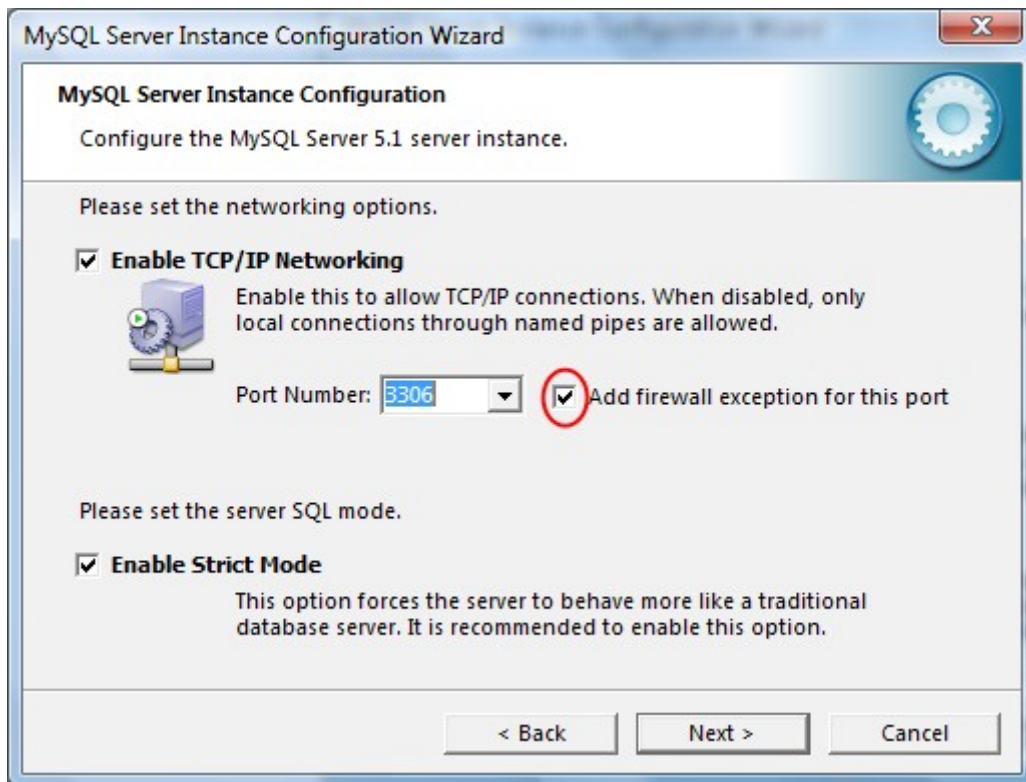 MySQL Server Instance Configuration Wizard
MySQL Server Instance Configuration
Configure the MySQL Server 5.1 server instance.
Please set the networking options.
Enable TCP/IP Networking
Enable this to allow TCP/IP connections. When disabled, only
local connections through named pipes are allowed.
Port Number: 3306 Add firewall exception for this port
Please set the server SQL mode.
Enable Strict Mode
This option forces the server to behave more like a traditional
database server. It is recommended to enable this option.
< Back Next > Cancel